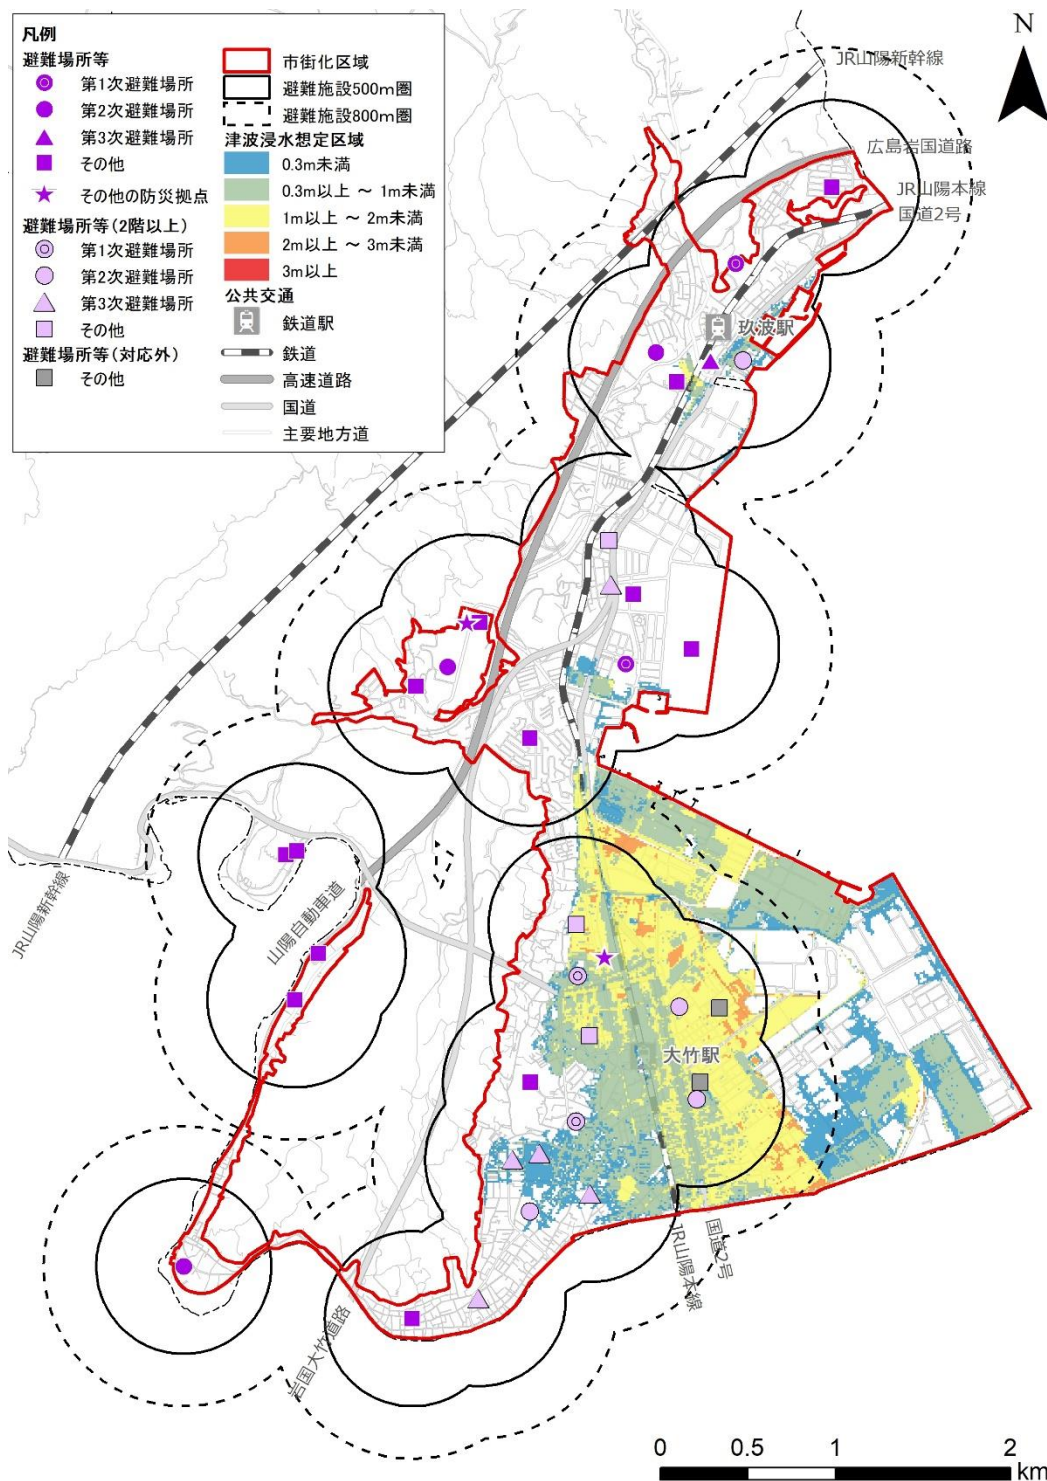 凡例
避難場所等
第1次避難場所
第2次避難場所
第3次避難場所
その他
その他の防災拠点
避難場所等(2階以上)
第1次避難場所
第2次避難場所
第3次避難場所
その他
避難場所等(対応外)
その他
市街化区域
避難施設500m圏
避難施設800m圏
津波浸水想定区域
0.3m未満
0.3m以上 ～ 1m未満
1m以上 ～ 2m未満
2m以上 ～ 3m未満
3m以上
公共交通
鉄道駅
鉄道
高速道路
国道
主要地方道
N
JR山陽新幹線
広島岩国道路
JR山陽本線
国道2号
玖波駅
JR山陽新幹線
山陽自動車道
大竹駅
国道2号
JR山陽本線
岩国大竹道路
0 0.5 1 2
km